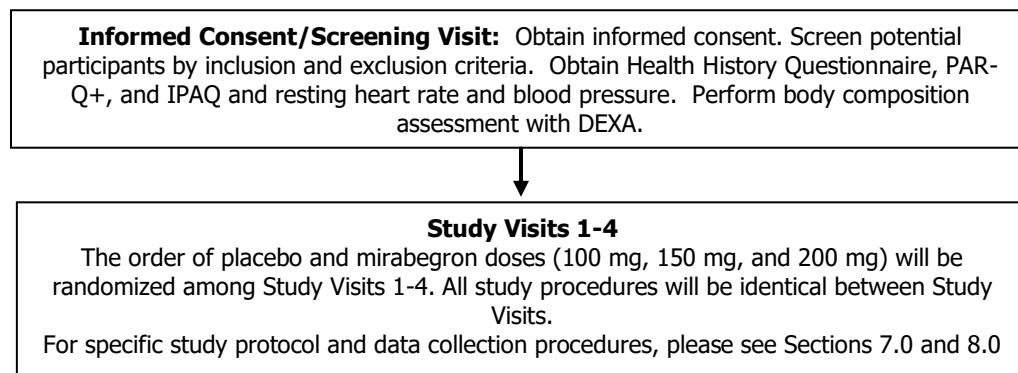 Informed Consent/Screening Visit:  Obtain informed consent. Screen potential
participants by inclusion and exclusion criteria.  Obtain Health History Questionnaire, PAR-
Q+, and IPAQ and resting heart rate and blood pressure.  Perform body composition
assessment with DEXA.
Study Visits 1-4
The order of placebo and mirabegron doses (100 mg, 150 mg, and 200 mg) will be
randomized among Study Visits 1-4. All study procedures will be identical between Study
Visits.
For specific study protocol and data collection procedures, please see Sections 7.0 and 8.0